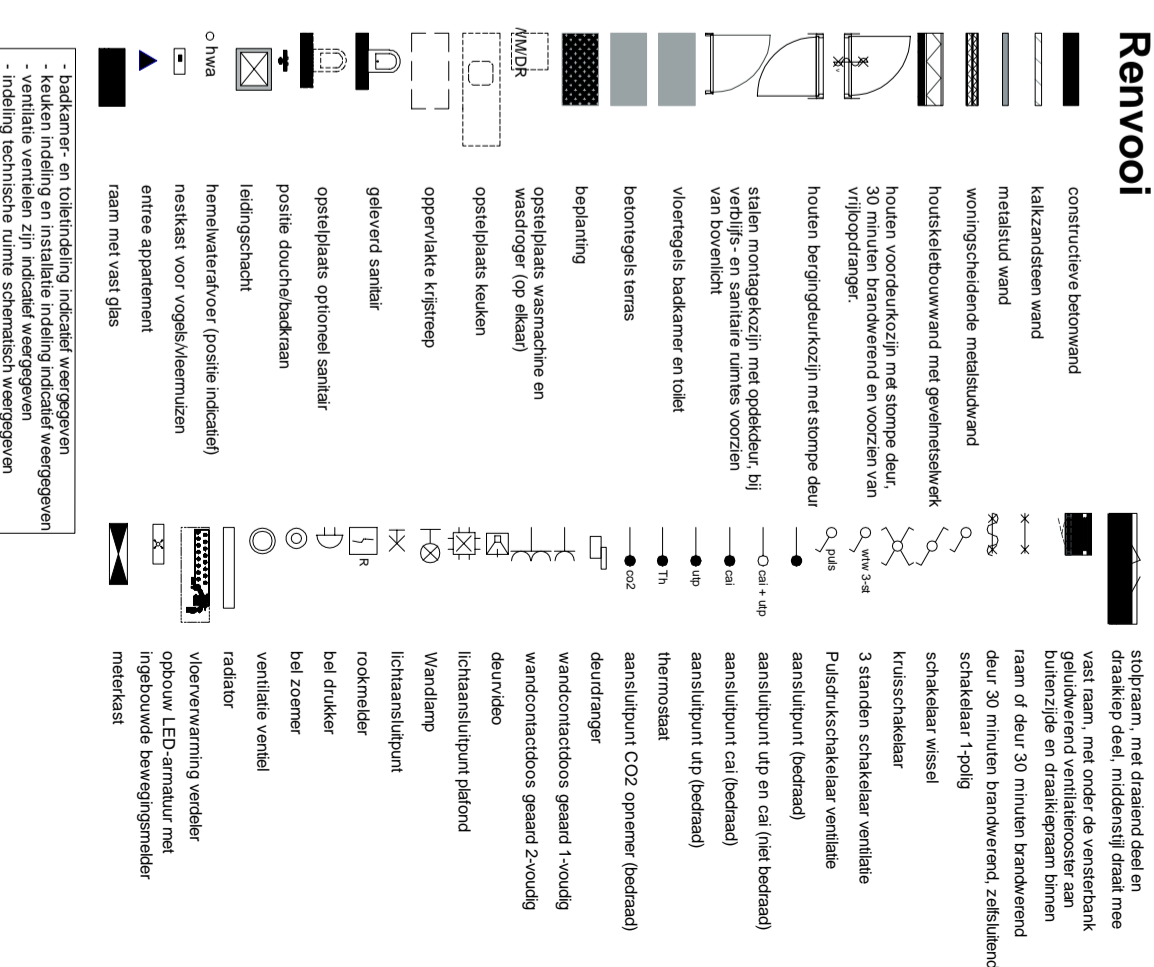 Renvooi
constructieve betonwand
kalkzandsteen wand
metalstud wand
woningscheidende metalstudwand
houtskeletbouwwand met gevelmetselwerk
houten voordeurkozijn met stompe deur,
30 minuten brandwerend en voorzien van
vrijloopdranger.
houten bergingdeurkozijn met stompe deur
stalen montagekozijn met opdekdeur, bij
verblijfs- en sanitaire ruimtes voorzien
van bovenlicht
vloertegels badkamer en toilet
betontegels terras
beplanting
WM/DR
opstelplaats wasmachine en
wasdroger (op elkaar)
opstelplaats keuken
oppervlakte krijstreep
geleverd sanitair
opstelplaats optioneel sanitair
positie douche/badkraan
leidingschacht
hwa
hemelwaterafvoer (positie indicatief)
nestkast voor vogels/vleermuizen
entree appartement
raam met vast glas
- badkamer- en toiletindeling indicatief weergegeven
- keuken indeling en installatie indeling indicatief weergegeven
- ventilatie ventielen zijn indicatief weergegeven
- indeling technische ruimte schematisch weergegeven
stolpraam, met draaiend deel en
draaikiep deel, middenstijl draait mee
vast raam, met onder de vensterbank
geluidwerend ventilatierooster aan
buitenzijde en draaikiepraam binnen
raam of deur 30 minuten brandwerend
deur 30 minuten brandwerend, zelfsluitend
schakelaar 1-polig
schakelaar wissel
kruisschakelaar
wtw 3-st
3 standen schakelaar ventilatie
puls
Pulsdrukschakelaar ventilatie
aansluitpunt (bedraad)
cai + utp
aansluitpunt utp en cai (niet bedraad)
cai
aansluitpunt cai (bedraad)
utp
aansluitpunt utp (bedraad)
Th
thermostaat
co2
aansluitpunt CO2 opnemer (bedraad)
deurdranger
wandcontactdoos geaard 1-voudig
wandcontactdoos geaard 2-voudig
deurvideo
lichtaansluitpunt plafond
Wandlamp
lichtaansluitpunt
R
rookmelder
bel drukker
bel zoemer
ventilatie ventiel
radiator
vloerverwarming verdeler
opbouw LED-armatuur met
ingebouwde bewegingsmelder
meterkast